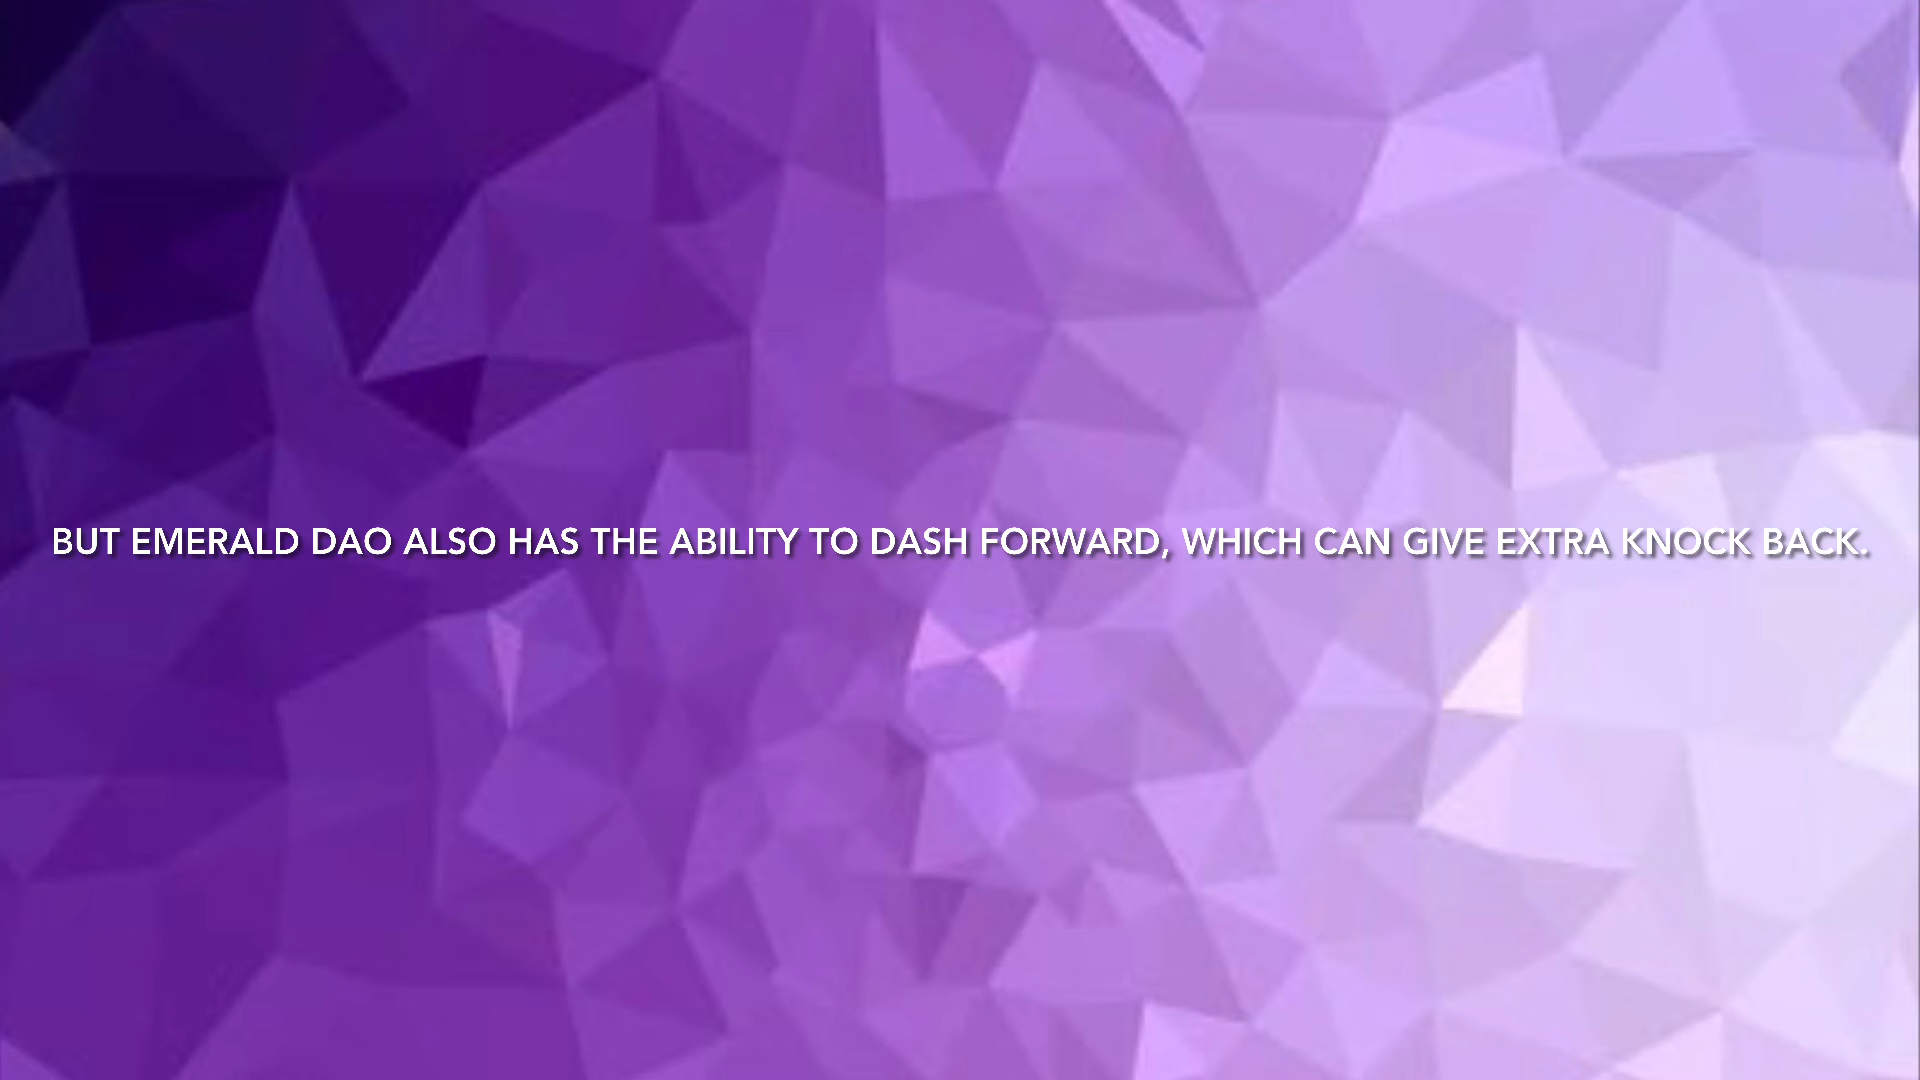 BUT EMERALD DAO ALSO HAS THE ABILITY TO DASH FORWARD, WHICH CAN GIVE EXTRA KNOCK BACK.